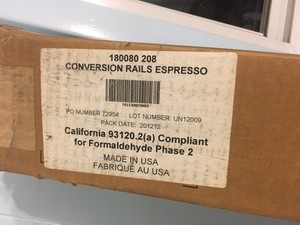 180080 208
CONVERSION RAILS ESPRESSO
PO NUMBER 12954 LOT NUMBER: UN12009
PACK DATE: 201212
California 93120.2(a) Compliant
for Formaldehyde Phase 2
MADE IN USA
FABRIQUÉ AU USA